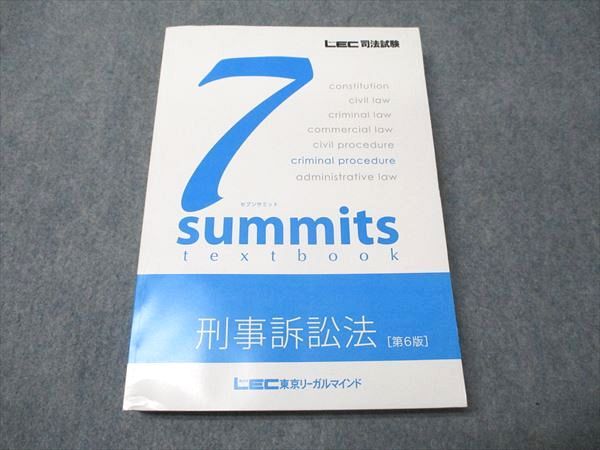 LEC司法試験
7
constitution
civil law
criminal law
commercial law
civil procedure
criminal procedure
administrative law
セブンサミット
summits
textbook
刑事訴訟法 [第6版]
LEC東京リーガルマインド